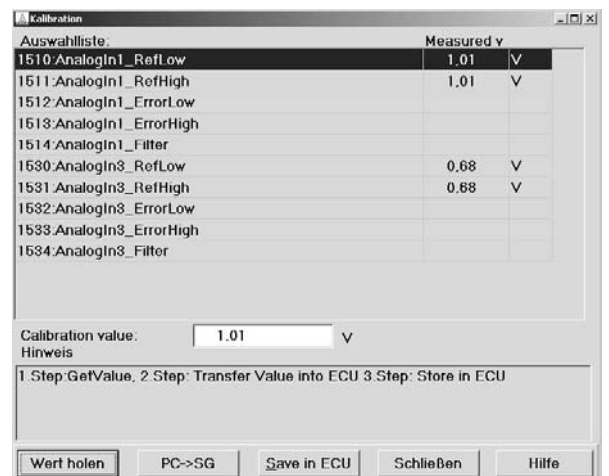 Kalibration
Auswahlliste: Measured v
1510:AnalogIn1_RefLow 1,01 V
1511:AnalogIn1_RefHigh 1,01 V
1512:AnalogIn1_ErrorLow
1513:AnalogIn1_ErrorHigh
1514:AnalogIn1_Filter
1530:AnalogIn3_RefLow 0,68 V
1531:AnalogIn3_RefHigh 0,68 V
1532:AnalogIn3_ErrorLow
1533:AnalogIn3_ErrorHigh
1534:AnalogIn3_Filter
Calibration value: 1,01 V
Hinweis
1.Step:GetValue, 2.Step: Transfer Value into ECU 3.Step: Store in ECU
Wert holen PC->SG Save in ECU Schließen Hilfe